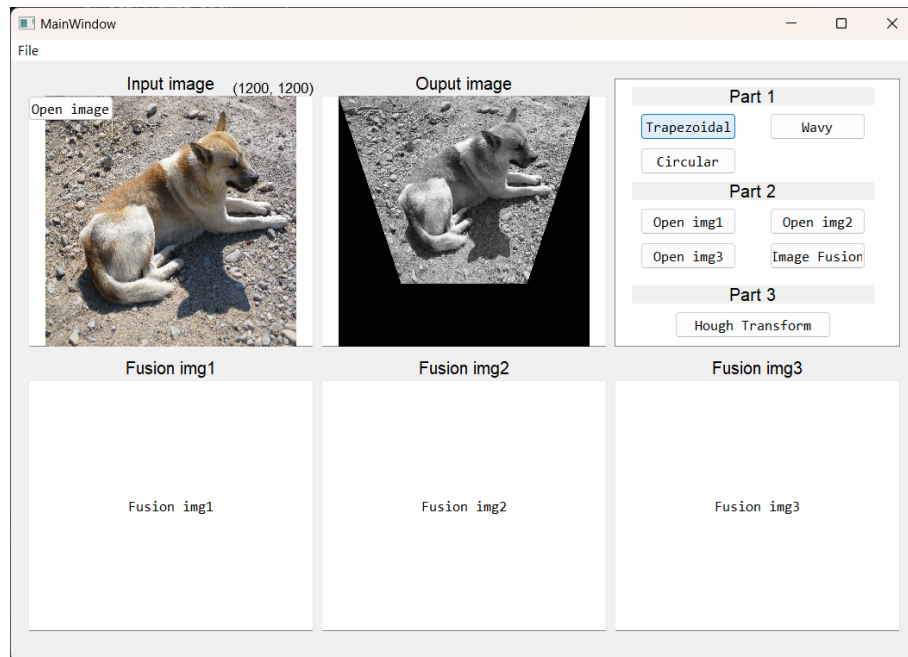 MainWindow
File
Input image
(1200, 1200)
Open image
Ouput image
Part 1
Trapezoidal
Wavy
Circular
Part 2
Open img1
Open img2
Open img3
Image Fusion
Part 3
Hough Transform
Fusion img1
Fusion img2
Fusion img3
Fusion img1
Fusion img2
Fusion img3